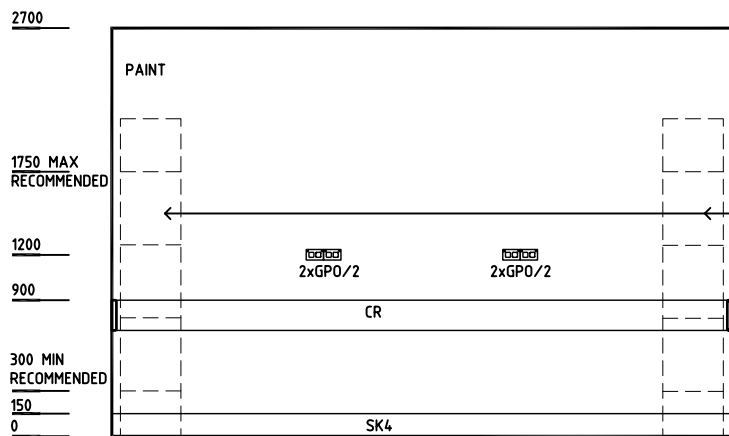 2700
PAINT
1750 MAX
RECOMMENDED
1200
2xGPO/2
2xGPO/2
900
CR
300 MIN
RECOMMENDED
150
0
SK4